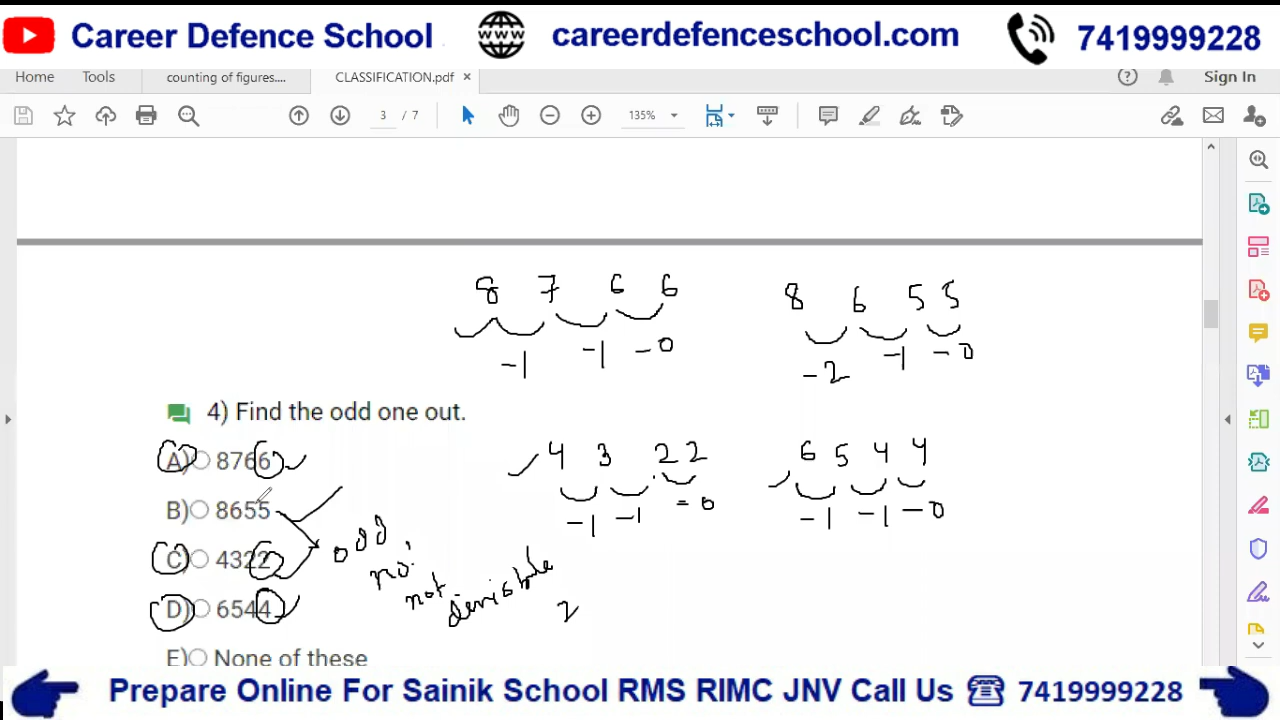 Career Defence School
www
careerdefenceschool.com
7419999228
Home Tools counting of figures.... CLASSIFICATION.pdf × Sign In
3 / 7 135%
8 7 6 6
-1 -1 -0
8 6 5 5
-2 -1 -0
4) Find the odd one out.
A) 8766
B) 8655
C) 4322
D) 6544
E) None of these
4 3 2 2
-1 -1 = 0
6 5 4 4
-1 -1 -0
odd
no.
not
divisible
2
Prepare Online For Sainik School RMS RIMC JNV Call Us 7419999228